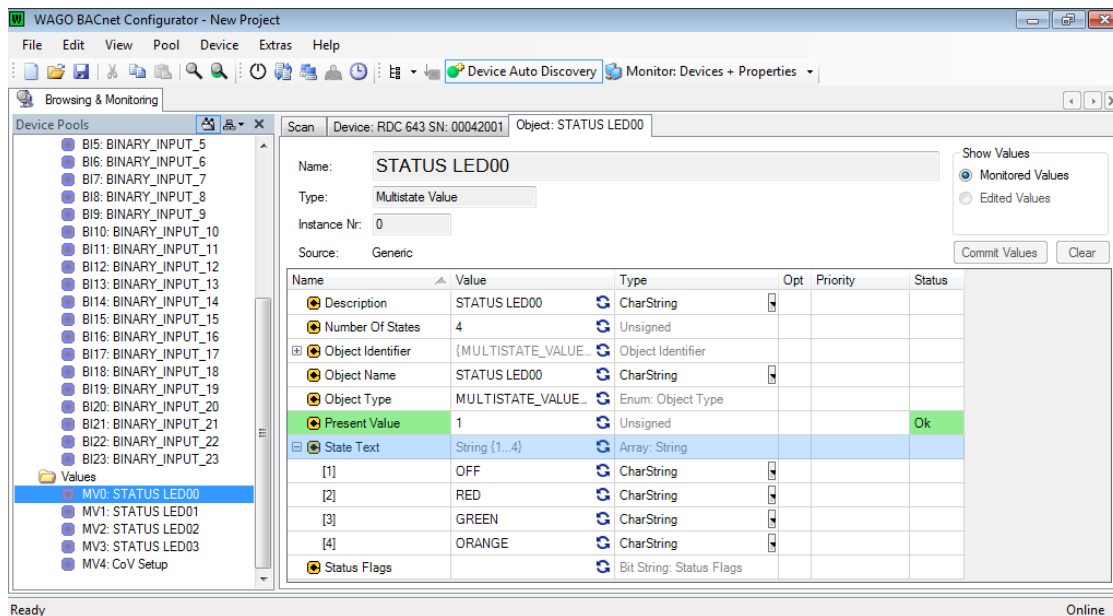 WAGO BACnet Configurator - New Project
File Edit View Pool Device Extras Help
Device Auto Discovery Monitor: Devices + Properties
Browsing & Monitoring
Device Pools
BI5: BINARY_INPUT_5
BI6: BINARY_INPUT_6
BI7: BINARY_INPUT_7
BI8: BINARY_INPUT_8
BI9: BINARY_INPUT_9
BI10: BINARY_INPUT_10
BI11: BINARY_INPUT_11
BI12: BINARY_INPUT_12
BI13: BINARY_INPUT_13
BI14: BINARY_INPUT_14
BI15: BINARY_INPUT_15
BI16: BINARY_INPUT_16
BI17: BINARY_INPUT_17
BI18: BINARY_INPUT_18
BI19: BINARY_INPUT_19
BI20: BINARY_INPUT_20
BI21: BINARY_INPUT_21
BI22: BINARY_INPUT_22
BI23: BINARY_INPUT_23
Values
MV0: STATUS LED00
MV1: STATUS LED01
MV2: STATUS LED02
MV3: STATUS LED03
MV4: CoV Setup
Scan Device: RDC 643 SN: 00042001 Object: STATUS LED00
Name: STATUS LED00
Type: Multistate Value
Instance Nr: 0
Source: Generic
Show Values
Monitored Values
Edited Values
Commit Values Clear
Name Value Type Opt Priority Status
Description STATUS LED00 CharString
Number Of States 4 Unsigned
Object Identifier {MULTISTATE_VALUE... Object Identifier
Object Name STATUS LED00 CharString
Object Type MULTISTATE_VALUE... Enum: Object Type
Present Value 1 Unsigned Ok
State Text String {1...4} Array: String
[1] OFF CharString
[2] RED CharString
[3] GREEN CharString
[4] ORANGE CharString
Status Flags Bit String: Status Flags
Ready Online